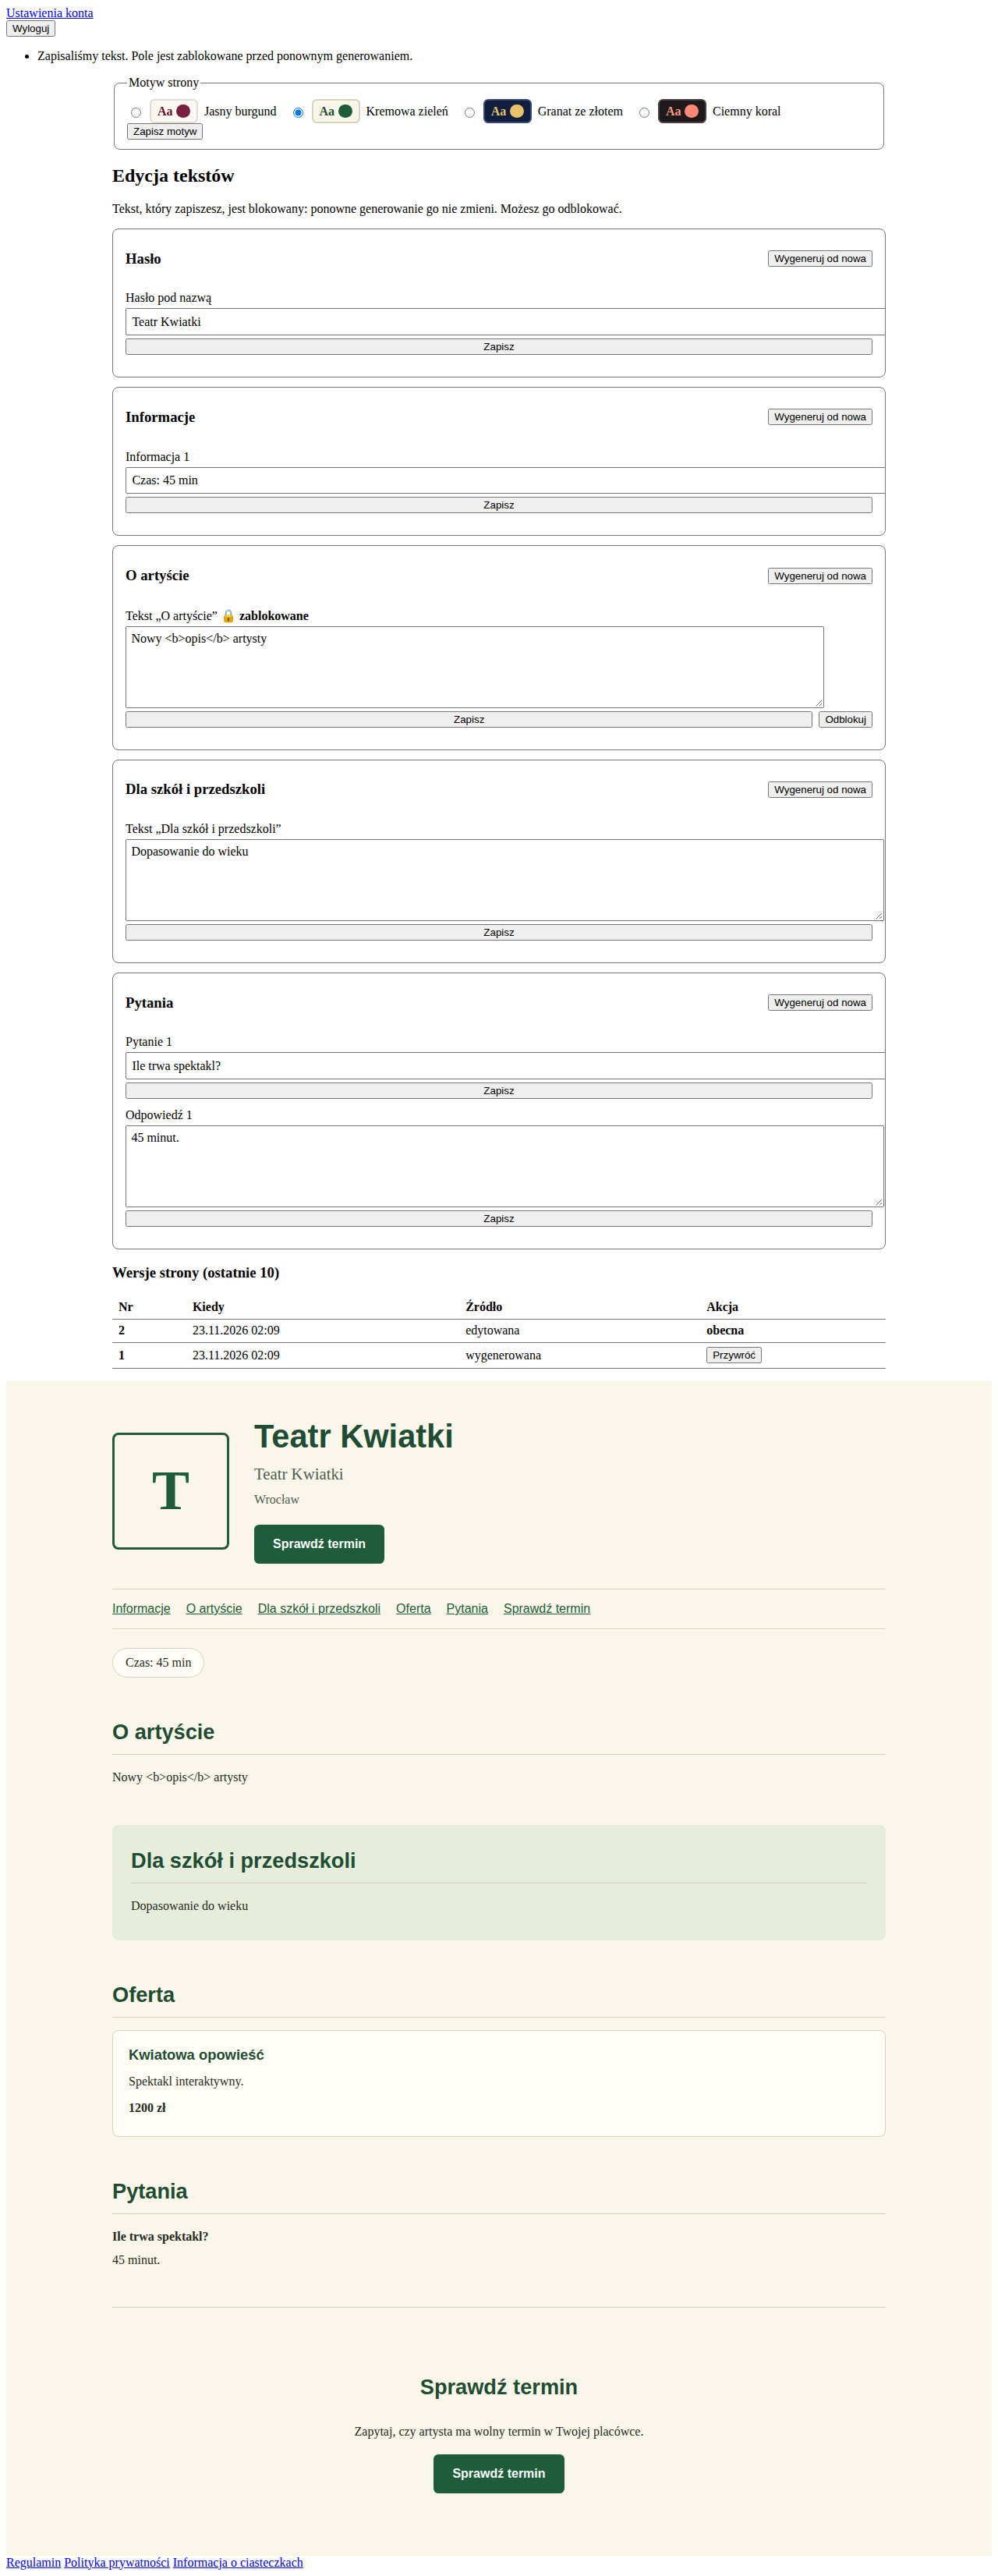 Ustawienia konta
Wyloguj
Zapisaliśmy tekst. Pole jest zablokowane przed ponownym generowaniem.
Motyw strony
Aa Jasny burgund Aa Kremowa zieleń Aa Granat ze złotem Aa Ciemny koral
Zapisz motyw
Edycja tekstów
Tekst, który zapiszesz, jest blokowany: ponowne generowanie go nie zmieni. Możesz go odblokować.
Hasło Wygeneruj od nowa
Hasło pod nazwą
Teatr Kwiatki
Zapisz
Informacje Wygeneruj od nowa
Informacja 1
Czas: 45 min
Zapisz
O artyście Wygeneruj od nowa
Tekst „O artyście” 🔒 zablokowane
Nowy <b>opis</b> artysty
Zapisz Odblokuj
Dla szkół i przedszkoli Wygeneruj od nowa
Tekst „Dla szkół i przedszkoli”
Dopasowanie do wieku
Zapisz
Pytania Wygeneruj od nowa
Pytanie 1
Ile trwa spektakl?
Zapisz
Odpowiedź 1
45 minut.
Zapisz
Wersje strony (ostatnie 10)
Nr Kiedy Źródło Akcja
2 23.11.2026 02:09 edytowana obecna
1 23.11.2026 02:09 wygenerowana Przywróć
T
Teatr Kwiatki
Teatr Kwiatki
Wrocław
Sprawdź termin
Informacje O artyście Dla szkół i przedszkoli Oferta Pytania Sprawdź termin
Czas: 45 min
O artyście
Nowy <b>opis</b> artysty
Dla szkół i przedszkoli
Dopasowanie do wieku
Oferta
Kwiatowa opowieść
Spektakl interaktywny.
1200 zł
Pytania
Ile trwa spektakl?
45 minut.
Sprawdź termin
Zapytaj, czy artysta ma wolny termin w Twojej placówce.
Sprawdź termin
Regulamin Polityka prywatności Informacja o ciasteczkach